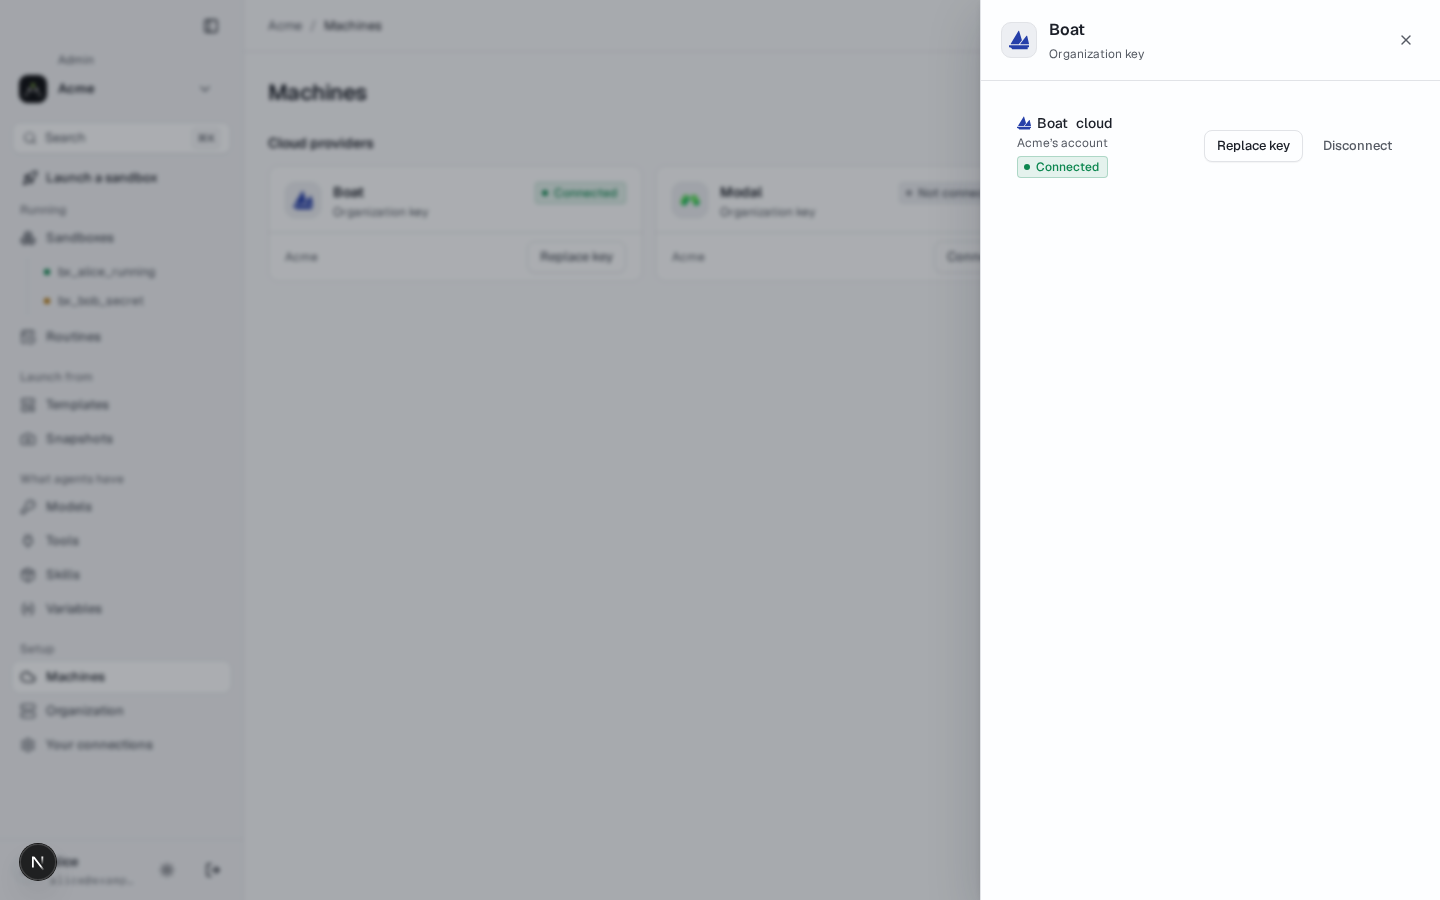 Acme / Machines
Admin
Acme
Search
⌘K
Launch a sandbox
Running
Sandboxes
bx_alice_running
bx_bob_secret
Routines
Launch from
Templates
Snapshots
What agents have
Models
Tools
Skills
Variables
Setup
Machines
Organization
Your connections
N
Machines
Cloud providers
Boat
Organization key
Connected
Acme
Replace key
Modal
Organization key
Acme
Boat
Organization key
Boat cloud
Acme's account
Connected
Replace key
Disconnect